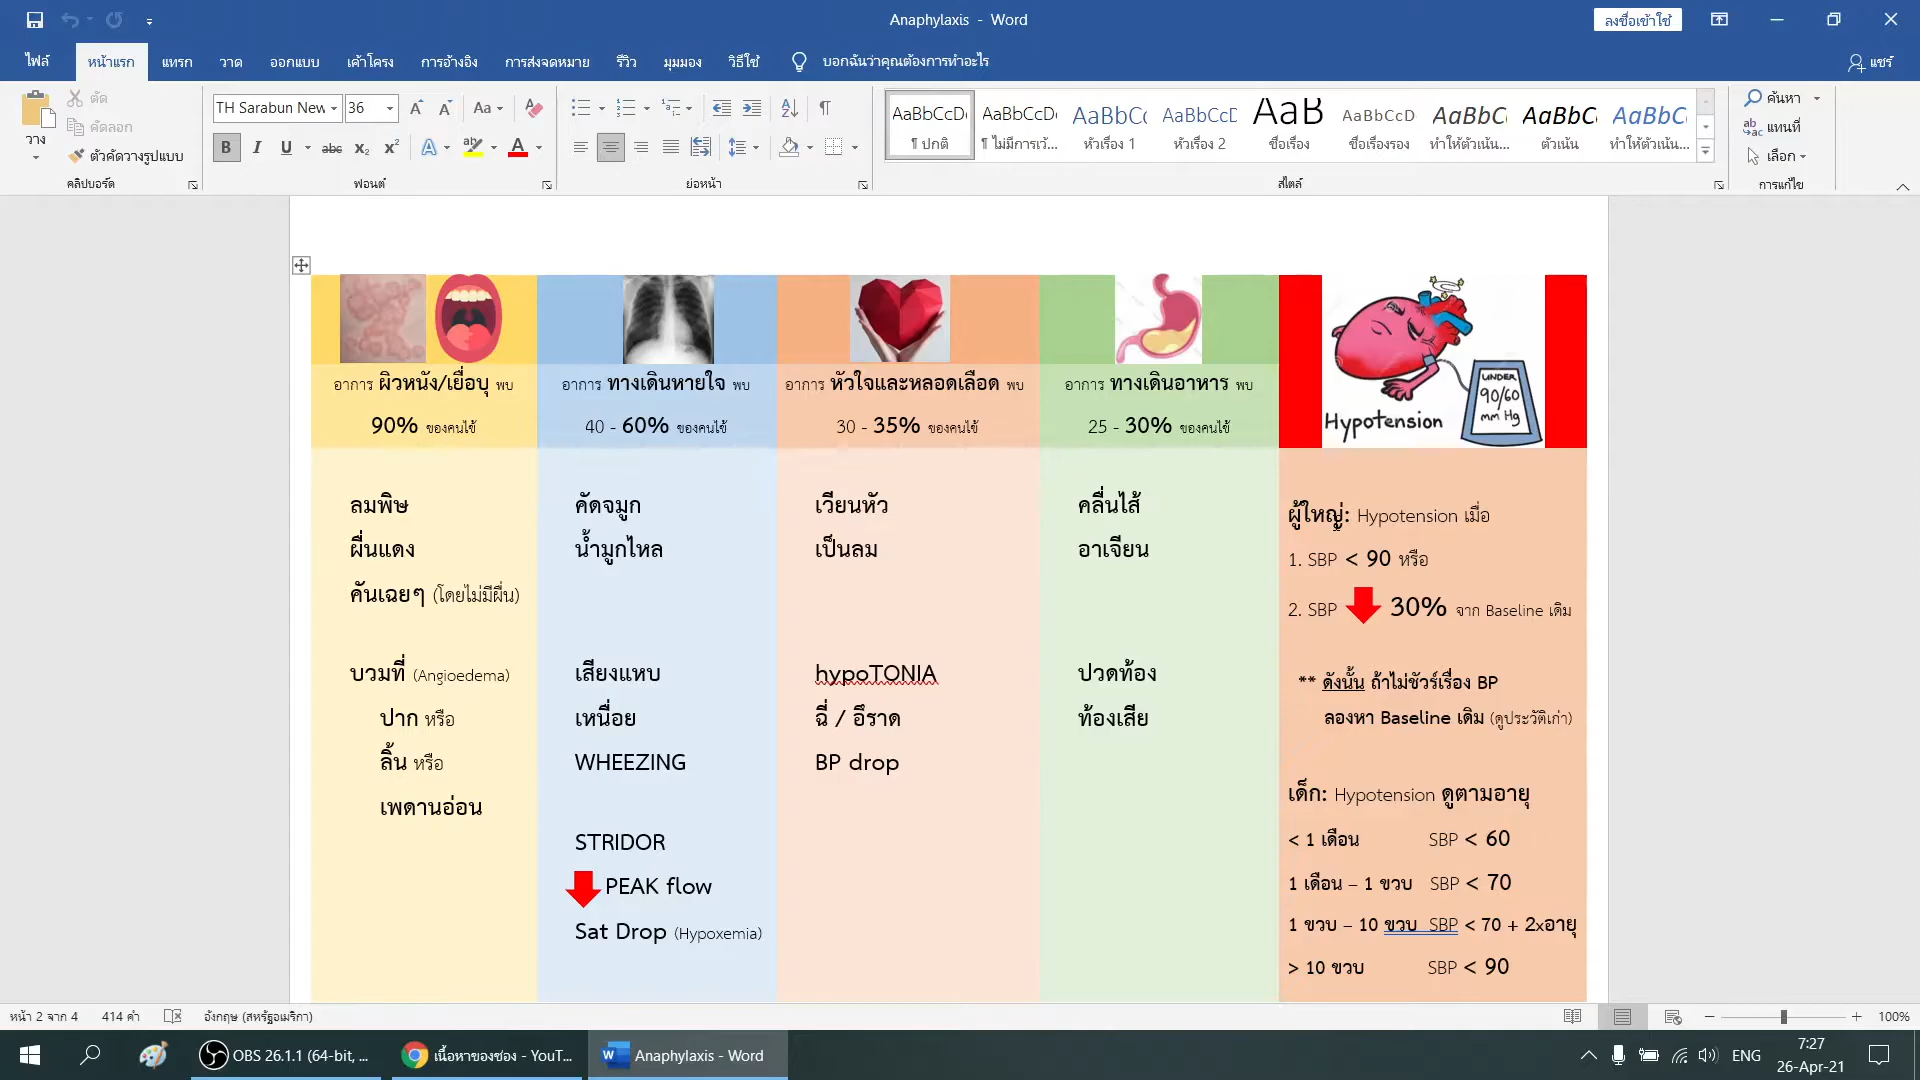 Anaphylaxis - Word
ลงชื่อเข้าใช้
ไฟล์ หน้าแรก แทรก วาด ออกแบบ เค้าโครง การอ้างอิง การส่งจดหมาย รีวิว มุมมอง วิธีใช้ บอกฉันว่าคุณต้องการทำอะไร แชร์
วาง
ตัด
คัดลอก
ตัวคัดวางรูปแบบ
คลิปบอร์ด
TH Sarabun New 36
ฟอนต์
ย่อหน้า
AaBbCcDc AaBbCcDc AaBbCc AaBbCcD AaB AaBbCcD AaBbCc AaBbCc AaBbCc
¶ ปกติ ¶ ไม่มีการเว้... หัวเรื่อง 1 หัวเรื่อง 2 ชื่อเรื่อง ชื่อเรื่องรอง ทำให้ตัวเน้น... ตัวเน้น ทำให้ตัวเน้น...
สไตล์
ค้นหา
แทนที่
เลือก
การแก้ไข
อาการ ผิวหนัง/เยื่อบุ พบ
90% ของคนไข้
ลมพิษ
ผื่นแดง
คันเฉยๆ (โดยไม่มีผื่น)
บวมที่ (Angioedema)
ปาก หรือ
ลิ้น หรือ
เพดานอ่อน
อาการ ทางเดินหายใจ พบ
40 - 60% ของคนไข้
คัดจมูก
น้ำมูกไหล
เสียงแหบ
เหนื่อย
WHEEZING
STRIDOR
PEAK flow
Sat Drop (Hypoxemia)
อาการ หัวใจและหลอดเลือด พบ
30 - 35% ของคนไข้
เวียนหัว
เป็นลม
hypoTONIA
ฉี่ / อึราด
BP drop
อาการ ทางเดินอาหาร พบ
25 - 30% ของคนไข้
คลื่นไส้
อาเจียน
ปวดท้อง
ท้องเสีย
Hypotension
UNDER
90/60
mm Hg
ผู้ใหญ่: Hypotension เมื่อ
1. SBP < 90 หรือ
2. SBP 30% จาก Baseline เดิม
** ดังนั้น ถ้าไม่ชัวร์เรื่อง BP
ลองหา Baseline เดิม (ดูประวัติเก่า)
เด็ก: Hypotension ดูตามอายุ
< 1 เดือน SBP < 60
1 เดือน – 1 ขวบ SBP < 70
1 ขวบ – 10 ขวบ SBP < 70 + 2xอายุ
> 10 ขวบ SBP < 90
หน้า 2 จาก 4 414 คำ อังกฤษ (สหรัฐอเมริกา) 100%
OBS 26.1.1 (64-bit, ... เนื้อหาของช่อง - YouT... Anaphylaxis - Word ENG
7:27
26-Apr-21